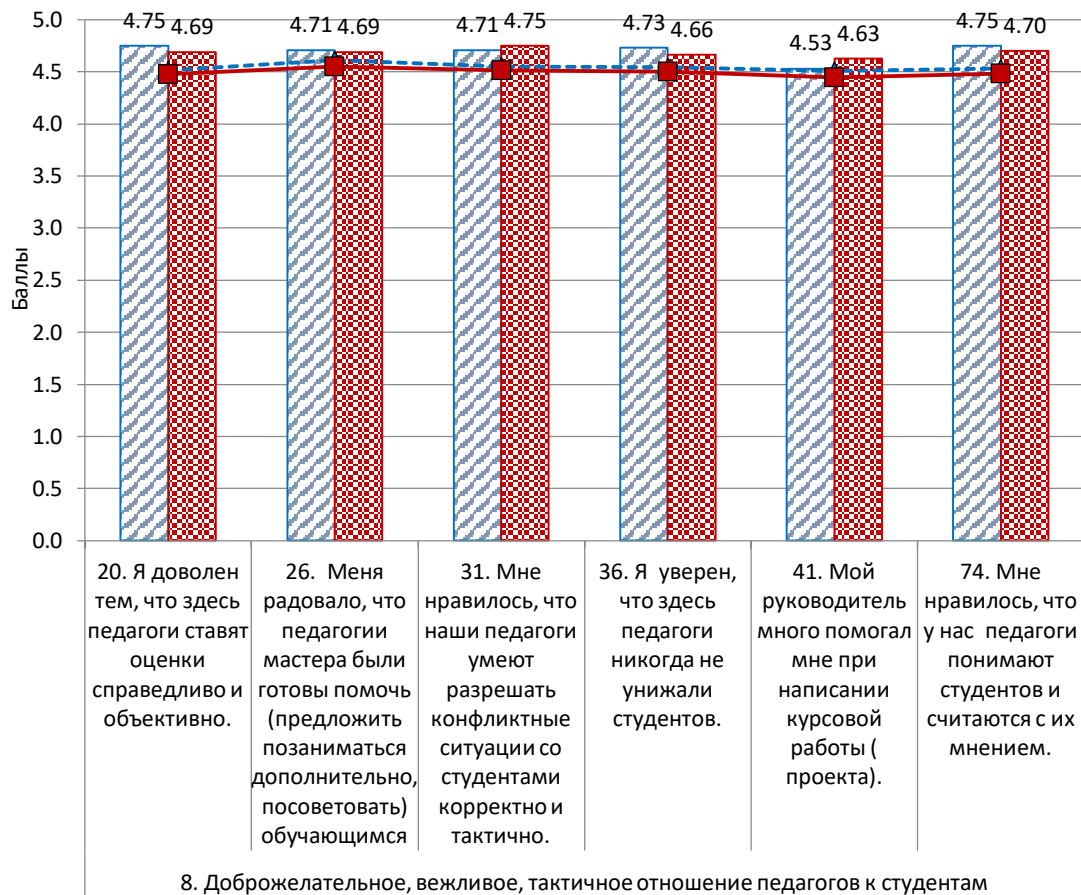 4.75 4.69 4.71 4.69 4.71 4.75 4.73 4.66 4.53 4.63 4.75 4.70
5.0
4.5
4.0
3.5
3.0
2.5
2.0
1.5
1.0
0.5
0.0
Баллы
20. Я доволен
тем, что здесь
педагоги ставят
оценки
справедливо и
объективно.
26. Меня
радовало, что
педагогии
мастера были
готовы помочь
(предложить
позаниматься
дополнительно,
посоветовать)
обучающимся
31. Мне
нравилось, что
наши педагоги
умеют
разрешать
конфликтные
ситуации со
студентами
корректно и
тактично.
36. Я уверен,
что здесь
педагоги
никогда не
унижали
студентов.
41. Мой
руководитель
много помогал
мне при
написании
курсовой
работы (
проекта).
74. Мне
нравилось, что
у нас педагоги
понимают
студентов и
считаются с их
мнением.
8. Доброжелательное, вежливое, тактичное отношение педагогов к студентам